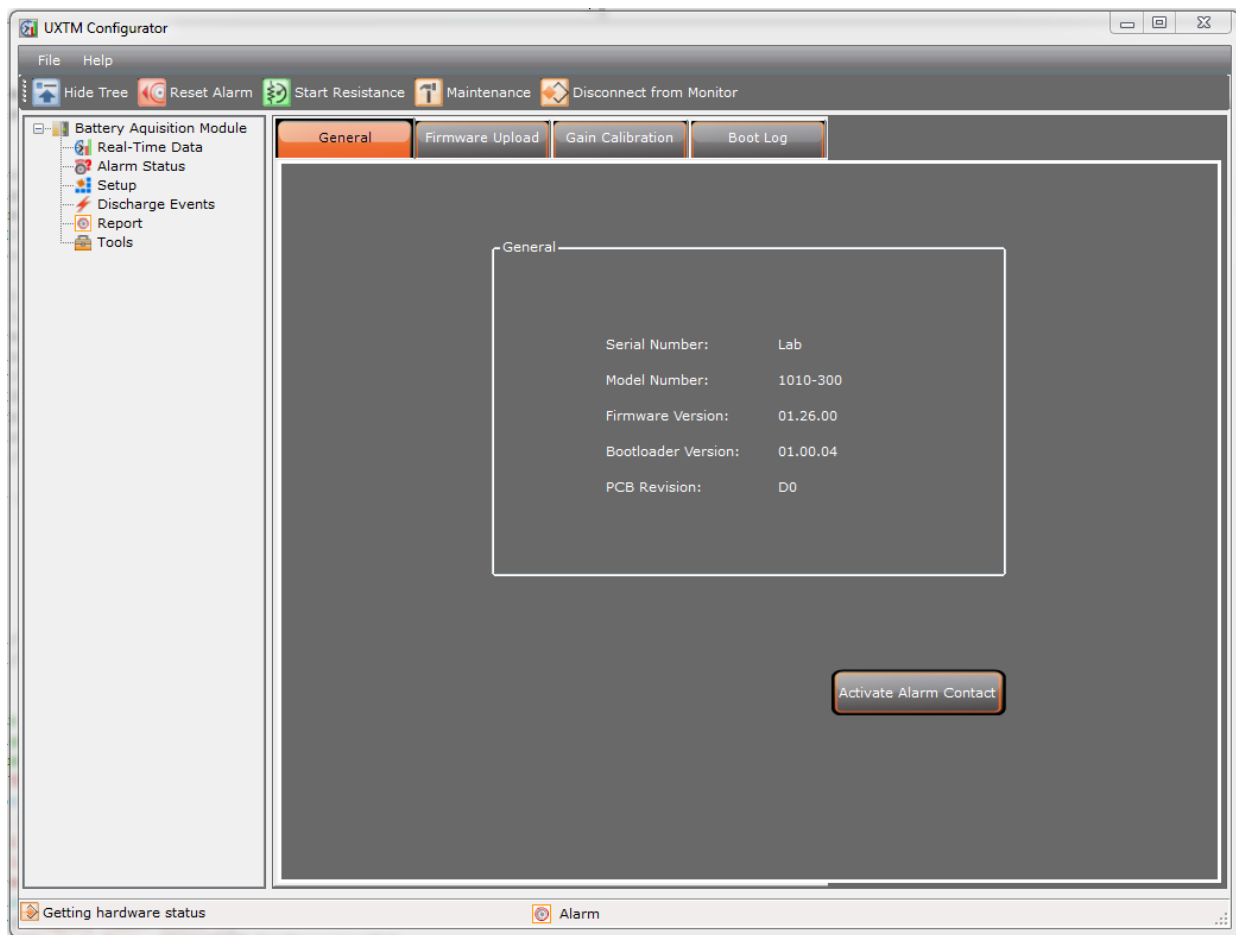 UXTM Configurator
File Help
Hide Tree Reset Alarm Start Resistance Maintenance Disconnect from Monitor
Battery Aquisition Module
Real-Time Data
Alarm Status
Setup
Discharge Events
Report
Tools
General Firmware Upload Gain Calibration Boot Log
General
Serial Number: Lab
Model Number: 1010-300
Firmware Version: 01.26.00
Bootloader Version: 01.00.04
PCB Revision: D0
Activate Alarm Contact
Getting hardware status Alarm